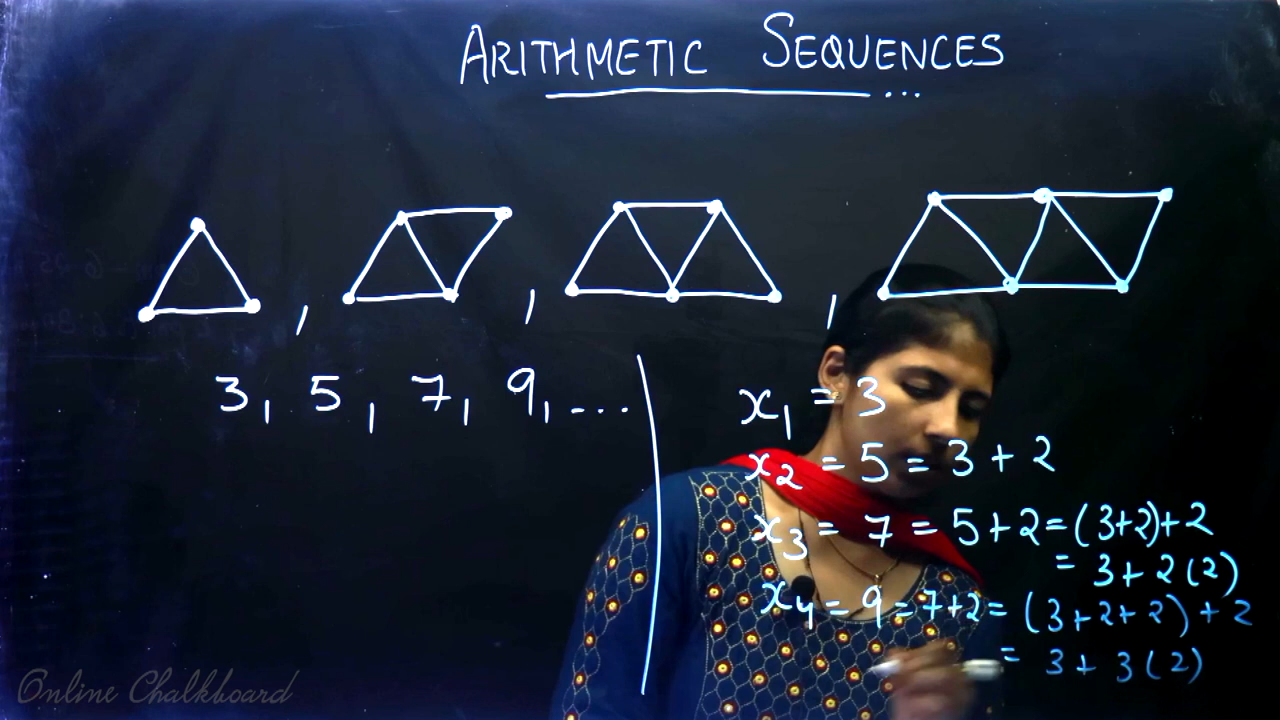 ARITHMETIC SEQUENCES ...
, , ,
3, 5, 7, 9, ...
x₁ = 3
x₂ = 5 = 3 + 2
x₃ = 7 = 5 + 2 = (3+2)+2
= 3 + 2(2)
x₄ = 9 = 7+2 = (3+2+2) + 2
= 3 + 3(2)
Online Chalkboard